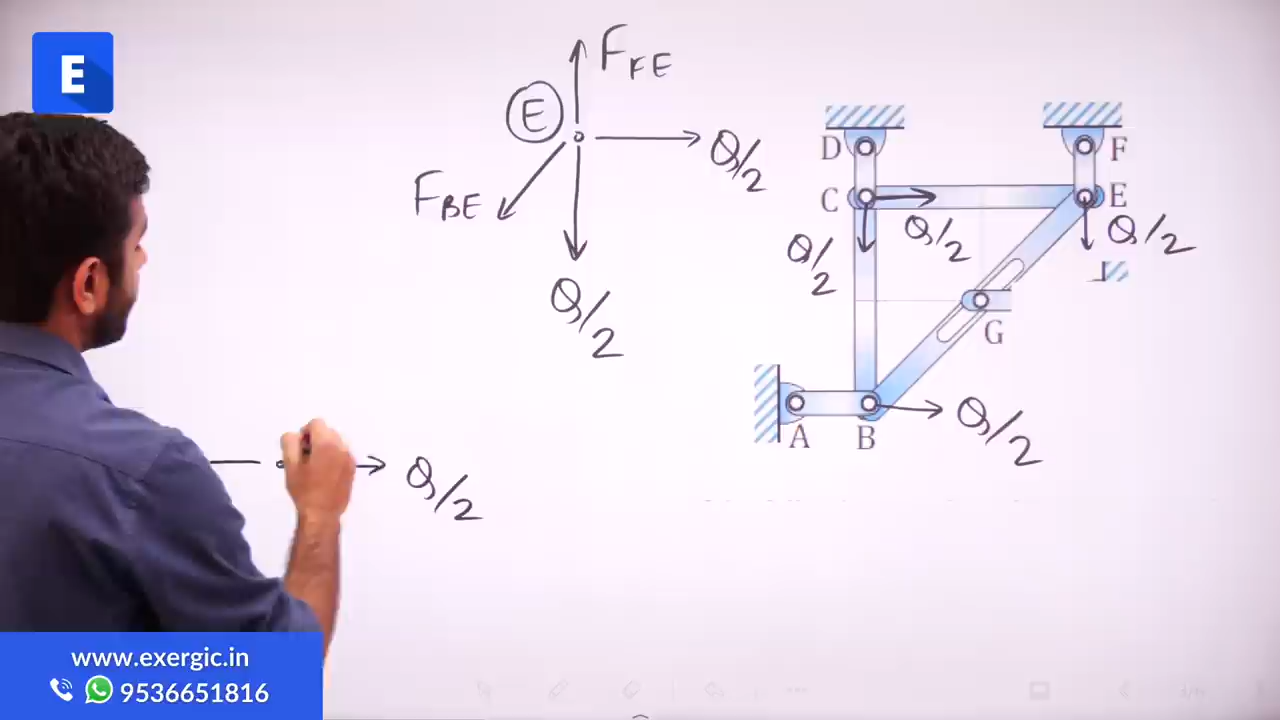 E
F_FE
E
Q/2
F_BE
Q/2
D
F
C
E
Q/2
Q/2
Q/2
G
A
B
Q/2
Q/2
www.exergic.in
9536651816